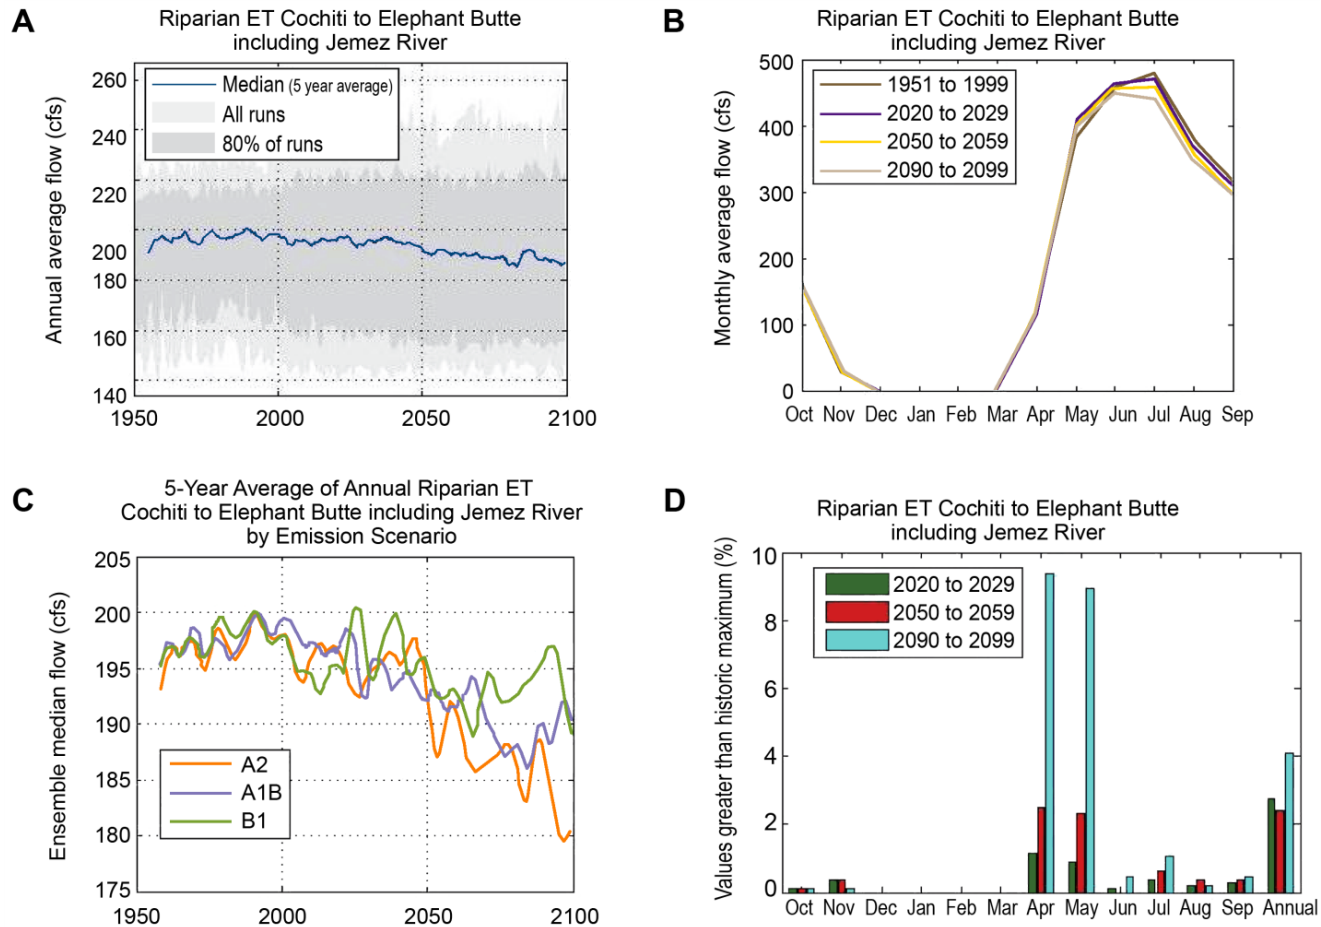 A
Riparian ET Cochiti to Elephant Butte
including Jemez River
Annual average flow (cfs)
260
240
220
200
180
160
140
Median (5 year average)
All runs
80% of runs
1950
2000
2050
2100
B
Riparian ET Cochiti to Elephant Butte
including Jemez River
Monthly average flow (cfs)
500
400
300
200
100
0
1951 to 1999
2020 to 2029
2050 to 2059
2090 to 2099
Oct Nov Dec Jan Feb Mar Apr May Jun Jul Aug Sep
C
5-Year Average of Annual Riparian ET
Cochiti to Elephant Butte including Jemez River
by Emission Scenario
Ensemble median flow (cfs)
205
200
195
190
185
180
175
A2
A1B
B1
1950
2000
2050
2100
D
Riparian ET Cochiti to Elephant Butte
including Jemez River
Values greater than historic maximum (%)
10
8
6
4
2
0
2020 to 2029
2050 to 2059
2090 to 2099
Oct Nov Dec Jan Feb Mar Apr May Jun Jul Aug Sep Annual